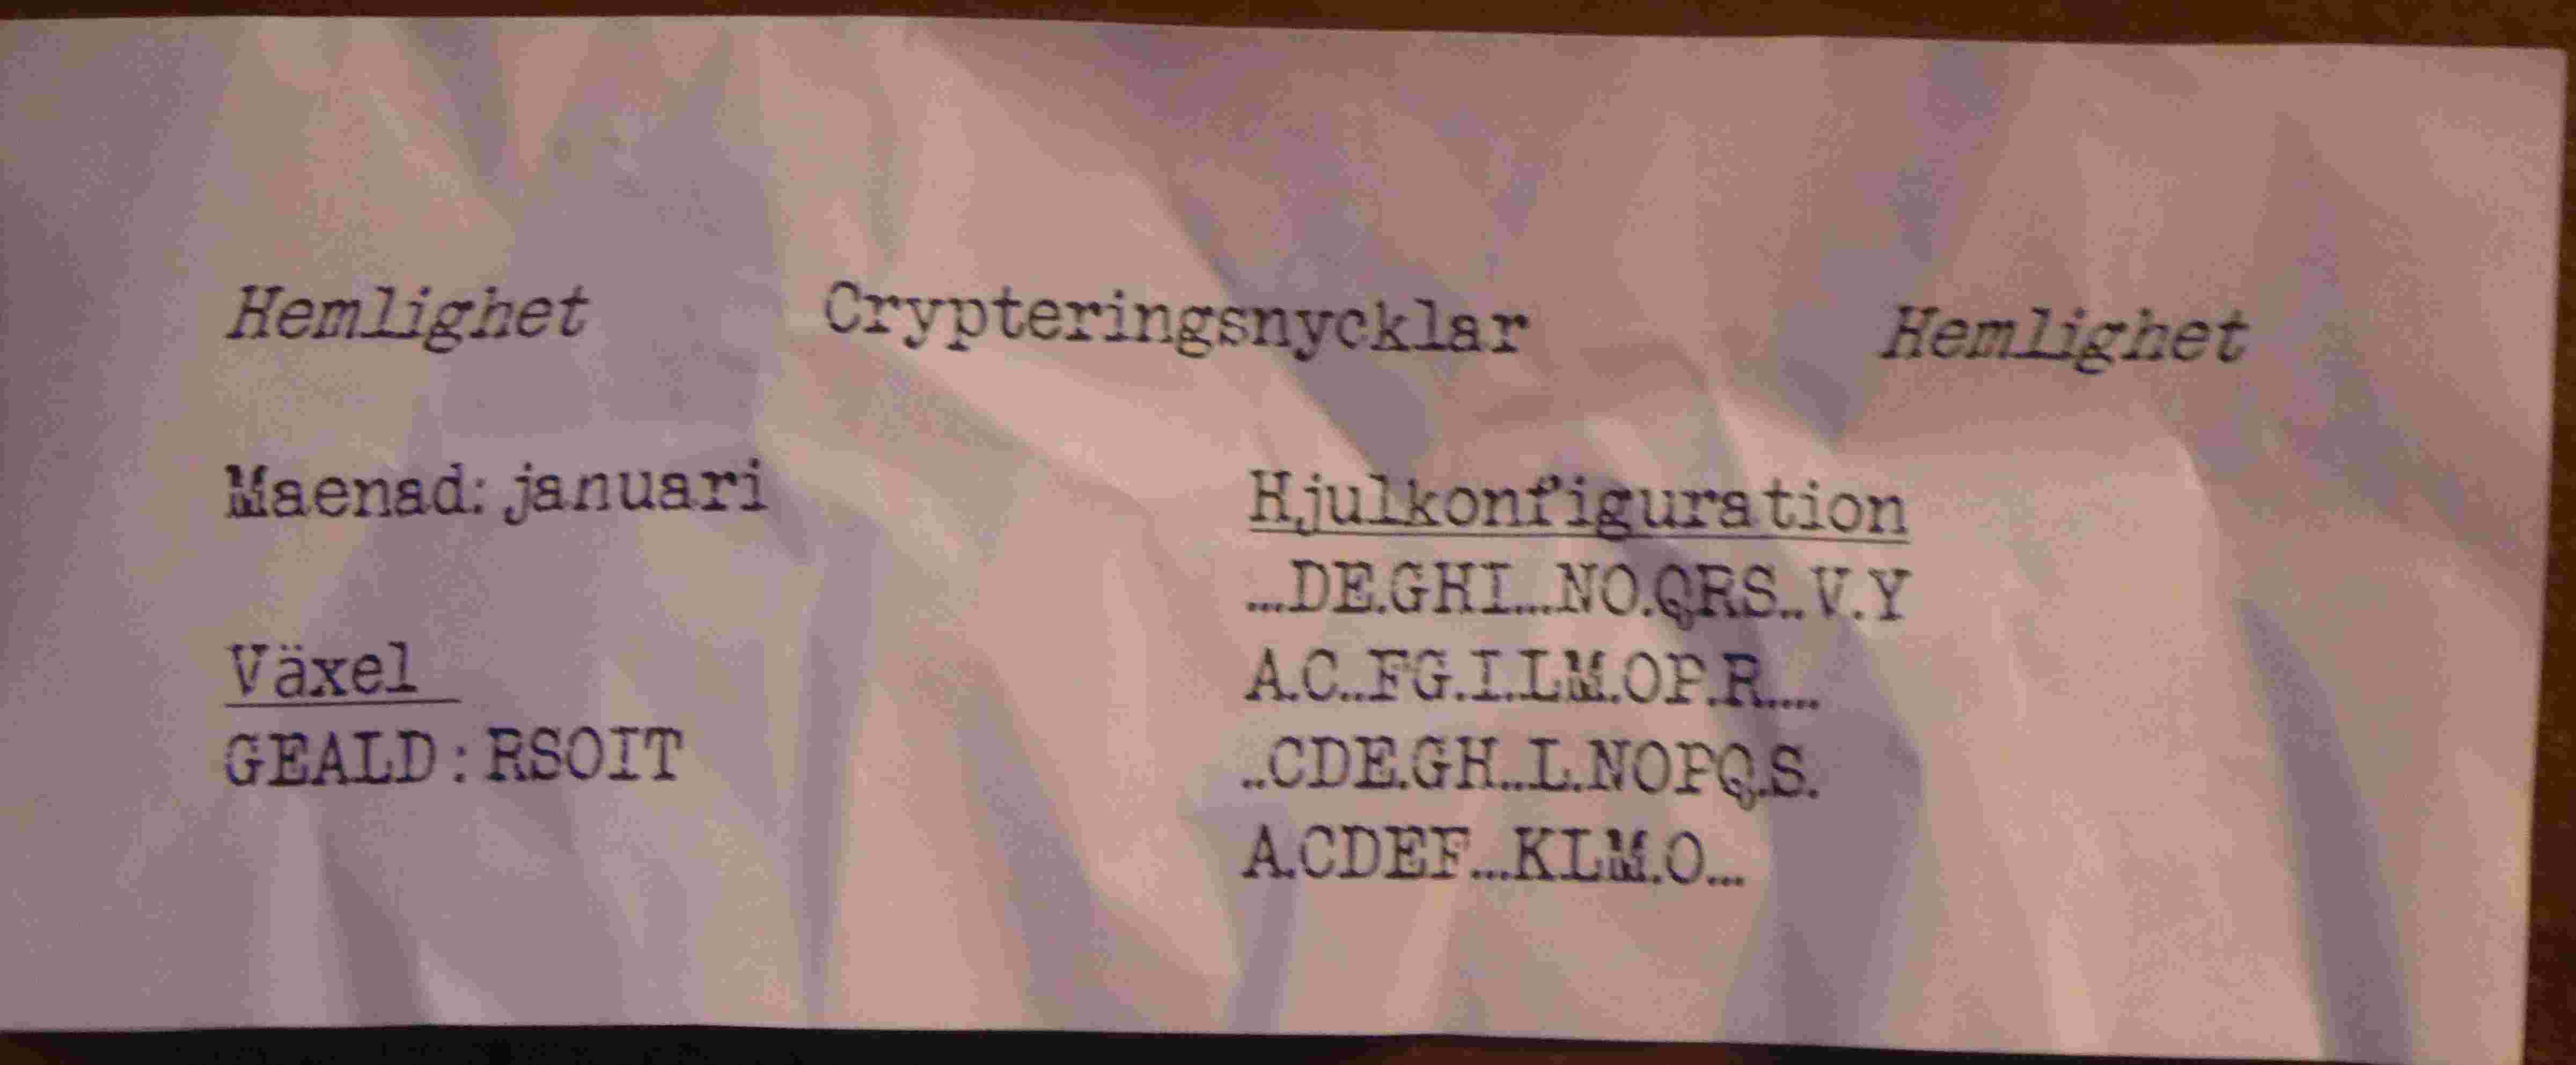 Hemlighet Crypteringsnycklar Hemlighet
Maenad: januari
Växel
GEALD : RSOIT
Hjulkonfiguration
...DE.GHI...NO.QRS..V.Y
A.C..FG.I.LM.OP.R....
..CDE.GH..L.NOPQ.S.
A.CDEF...KLM.O...